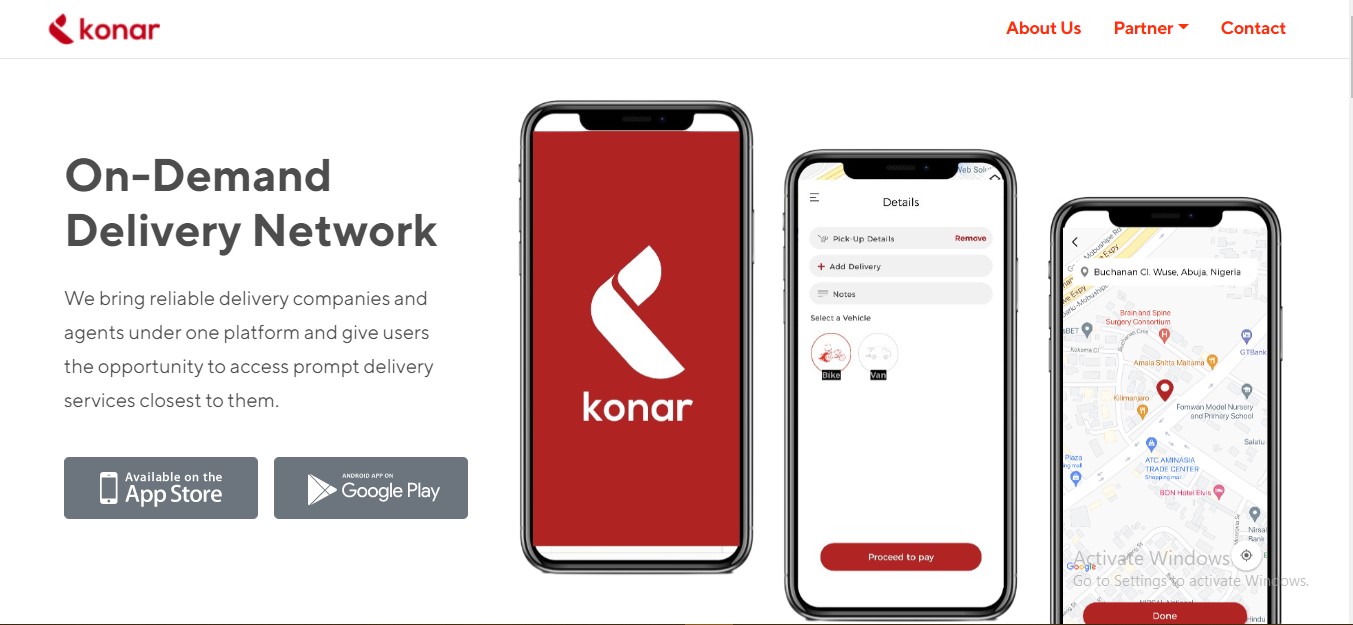 konar
About Us
Partner
Contact
On-Demand
Delivery Network
We bring reliable delivery companies and
agents under one platform and give users
the opportunity to access prompt delivery
services closest to them.
Available on the
App Store
ANDROID APP ON
Google Play
konar
Details
Pick-Up Details
Remove
Add Delivery
Notes
Select a Vehicle
Bike
Van
Proceed to pay
Buchanan Cl. Wuse, Abuja, Nigeria
Brain and Spine
Surgery Consortium
GTBank
Amala Shitta Maitama
Kilimanjaro
Fomwan Model Nursery
and Primary School
Plaza
ATC AMINASIA
TRADE CENTER
Shopping mall
BON Hotel Elvis
Google
Activate Windows
Go to Settings to activate Windows.
Done